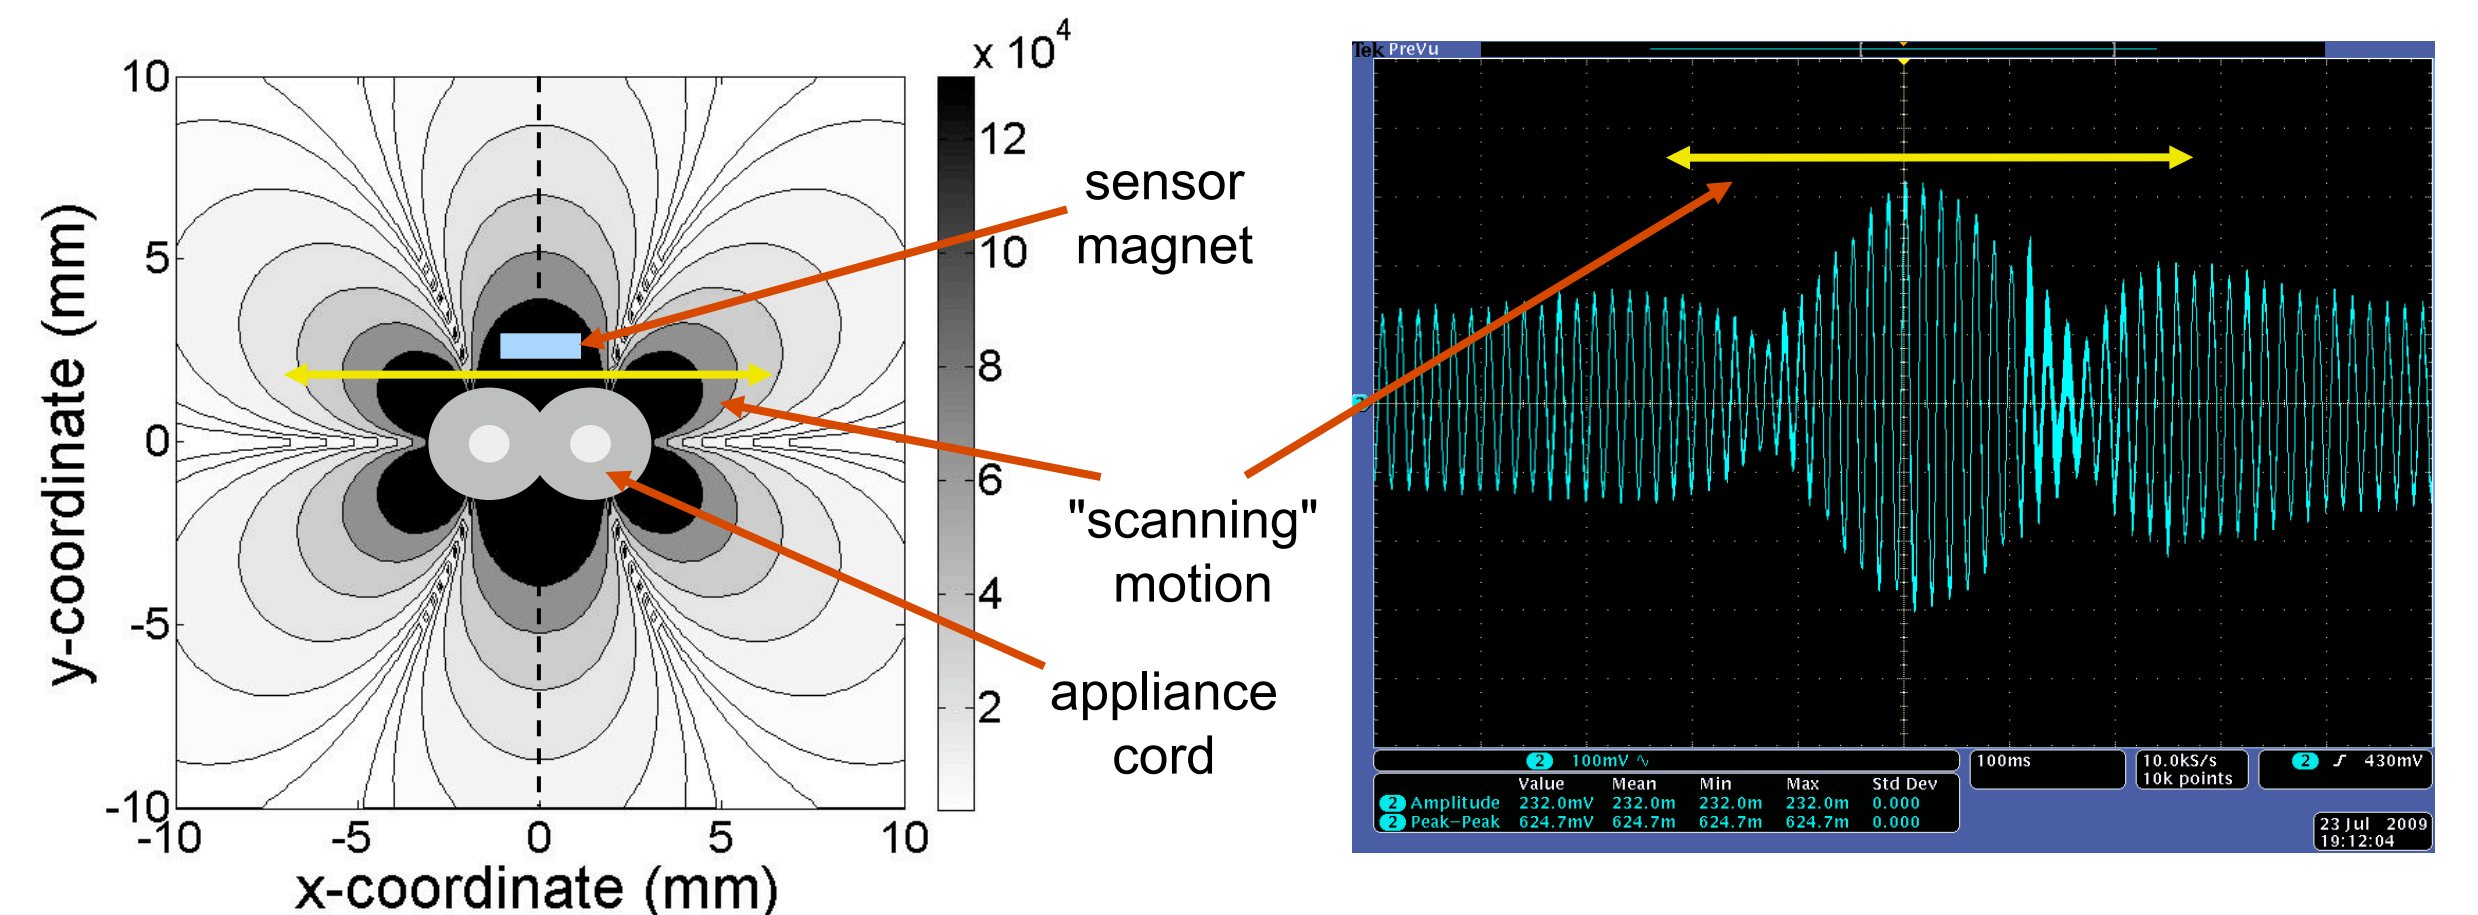 x 10^4
10
5
0
-5
-10
-10
-5
0
5
10
y-coordinate (mm)
x-coordinate (mm)
12
10
8
6
4
2
sensor
magnet
"scanning"
motion
appliance
cord
Tek PreVu
2
2 100mV ∿
100ms
10.0kS/s
10k points
2 ʃ 430mV
Value Mean Min Max Std Dev
2 Amplitude 232.0mV 232.0m 232.0m 232.0m 0.000
2 Peak-Peak 624.7mV 624.7m 624.7m 624.7m 0.000
23 Jul 2009
19:12:04